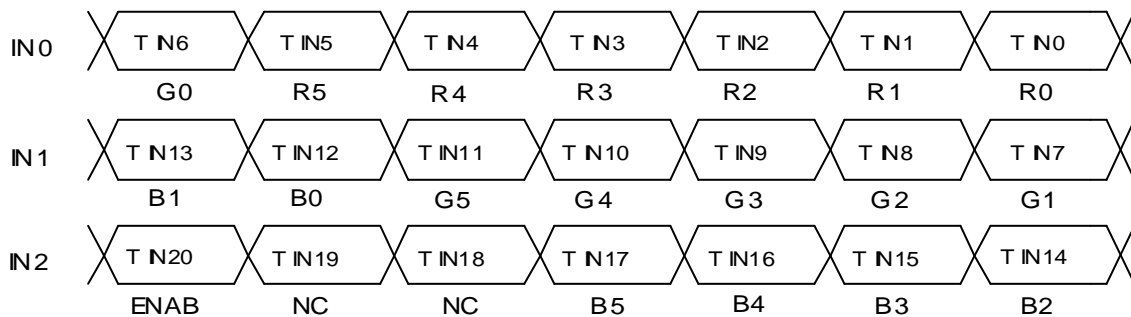 IN0 TIN6 TIN5 TIN4 TIN3 TIN2 TIN1 TIN0
G0 R5 R4 R3 R2 R1 R0
IN1 TIN13 TIN12 TIN11 TIN10 TIN9 TIN8 TIN7
B1 B0 G5 G4 G3 G2 G1
IN2 TIN20 TIN19 TIN18 TIN17 TIN16 TIN15 TIN14
ENAB NC NC B5 B4 B3 B2